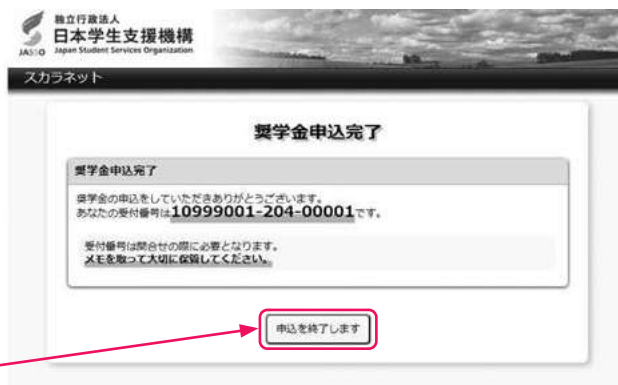 独立行政法人
日本学生支援機構
JASSO Japan Student Services Organization
スカラネット
奨学金申込完了
奨学金申込完了
奨学金の申込をしていただきありがとうございます。
あなたの受付番号は10999001-204-00001です。
受付番号は問合せの際に必要となります。
メモを取って大切に保管してください。
申込を終了します